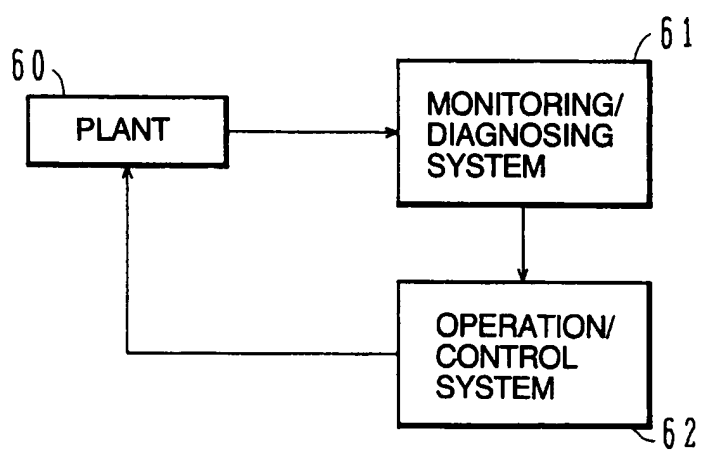 60
PLANT
61
MONITORING/
DIAGNOSING
SYSTEM
OPERATION/
CONTROL
SYSTEM
62